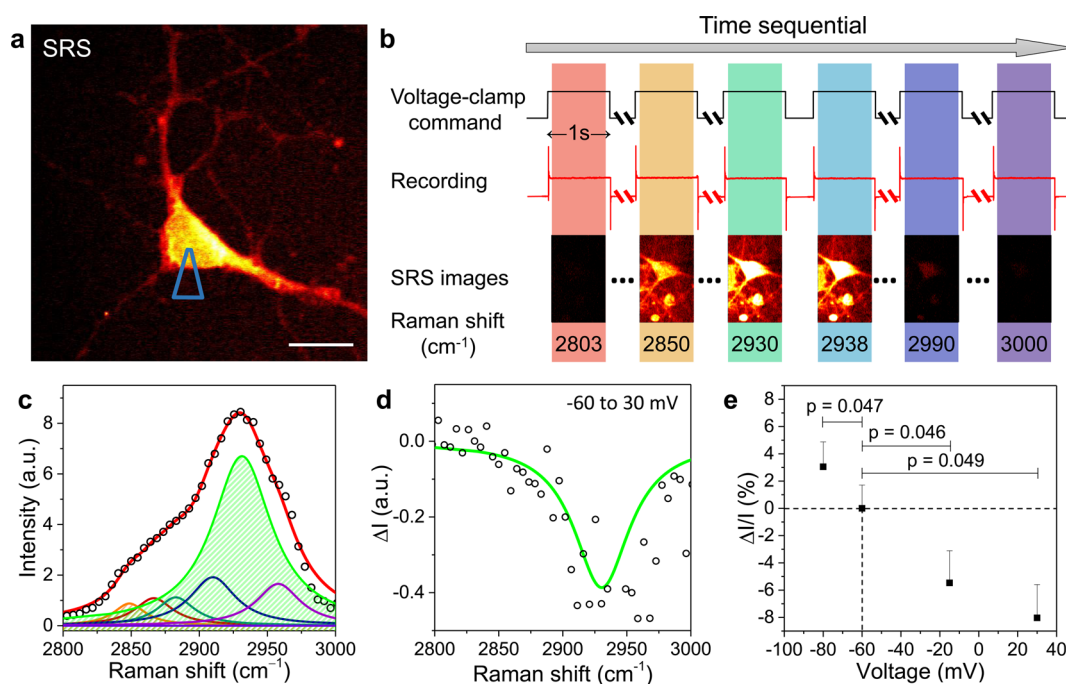 a
SRS
b
Time sequential
Voltage-clamp
command
1s
Recording
SRS images
Raman shift
(cm⁻¹)
2803 2850 2930 2938 2990 3000
c
Intensity (a.u.)
8
6
4
2
0
2800 2850 2900 2950 3000
Raman shift (cm⁻¹)
d
-60 to 30 mV
ΔI (a.u.)
0.0
-0.2
-0.4
2800 2850 2900 2950 3000
Raman shift (cm⁻¹)
e
p = 0.047
p = 0.046
p = 0.049
ΔI/I (%)
8
6
4
2
0
-2
-4
-6
-8
-100 -80 -60 -40 -20 0 20 40
Voltage (mV)